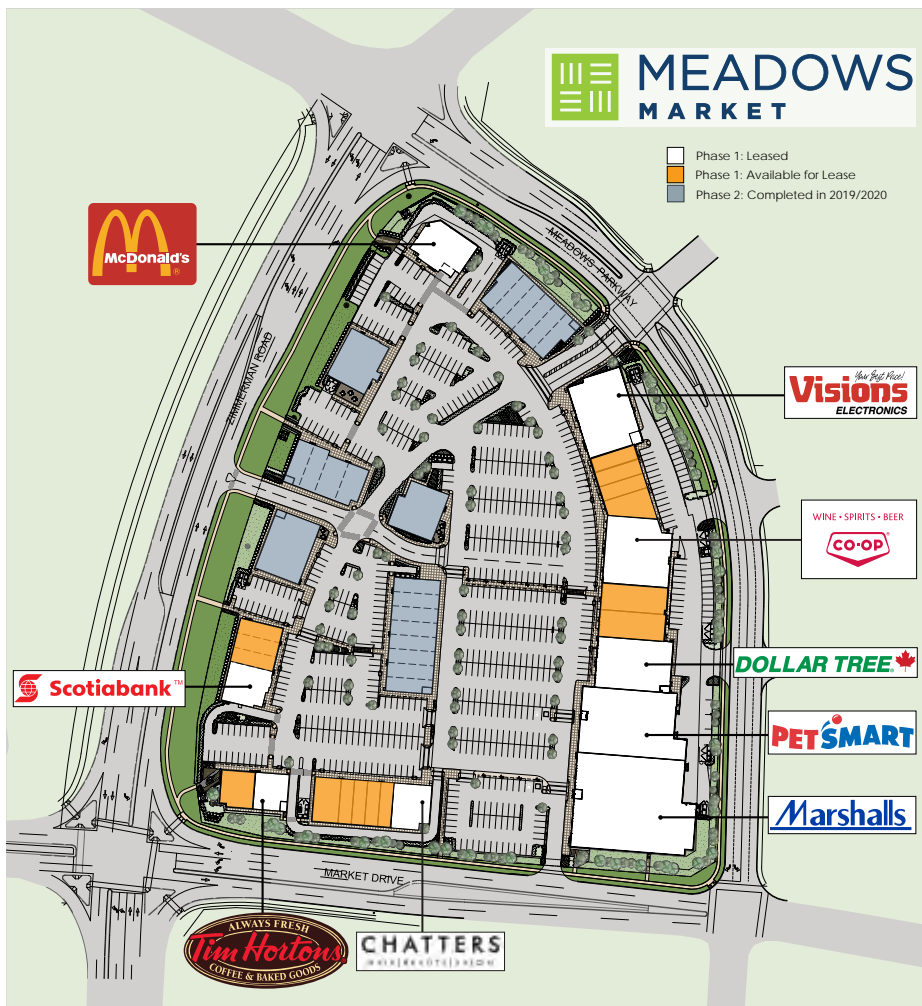 MEADOWS
MARKET
Phase 1: Leased
Phase 1: Available for Lease
Phase 2: Completed in 2019/2020
McDonald's
®
MEADOWS PARKWAY
ZIMMERMAN ROAD
Your Best Price!
Visions
ELECTRONICS
WINE • SPIRITS • BEER
CO-OP
DOLLAR TREE
Scotiabank™
PETSMART
Marshalls
MARKET DRIVE
ALWAYS FRESH
Tim Hortons
COFFEE & BAKED GOODS
CHATTERS